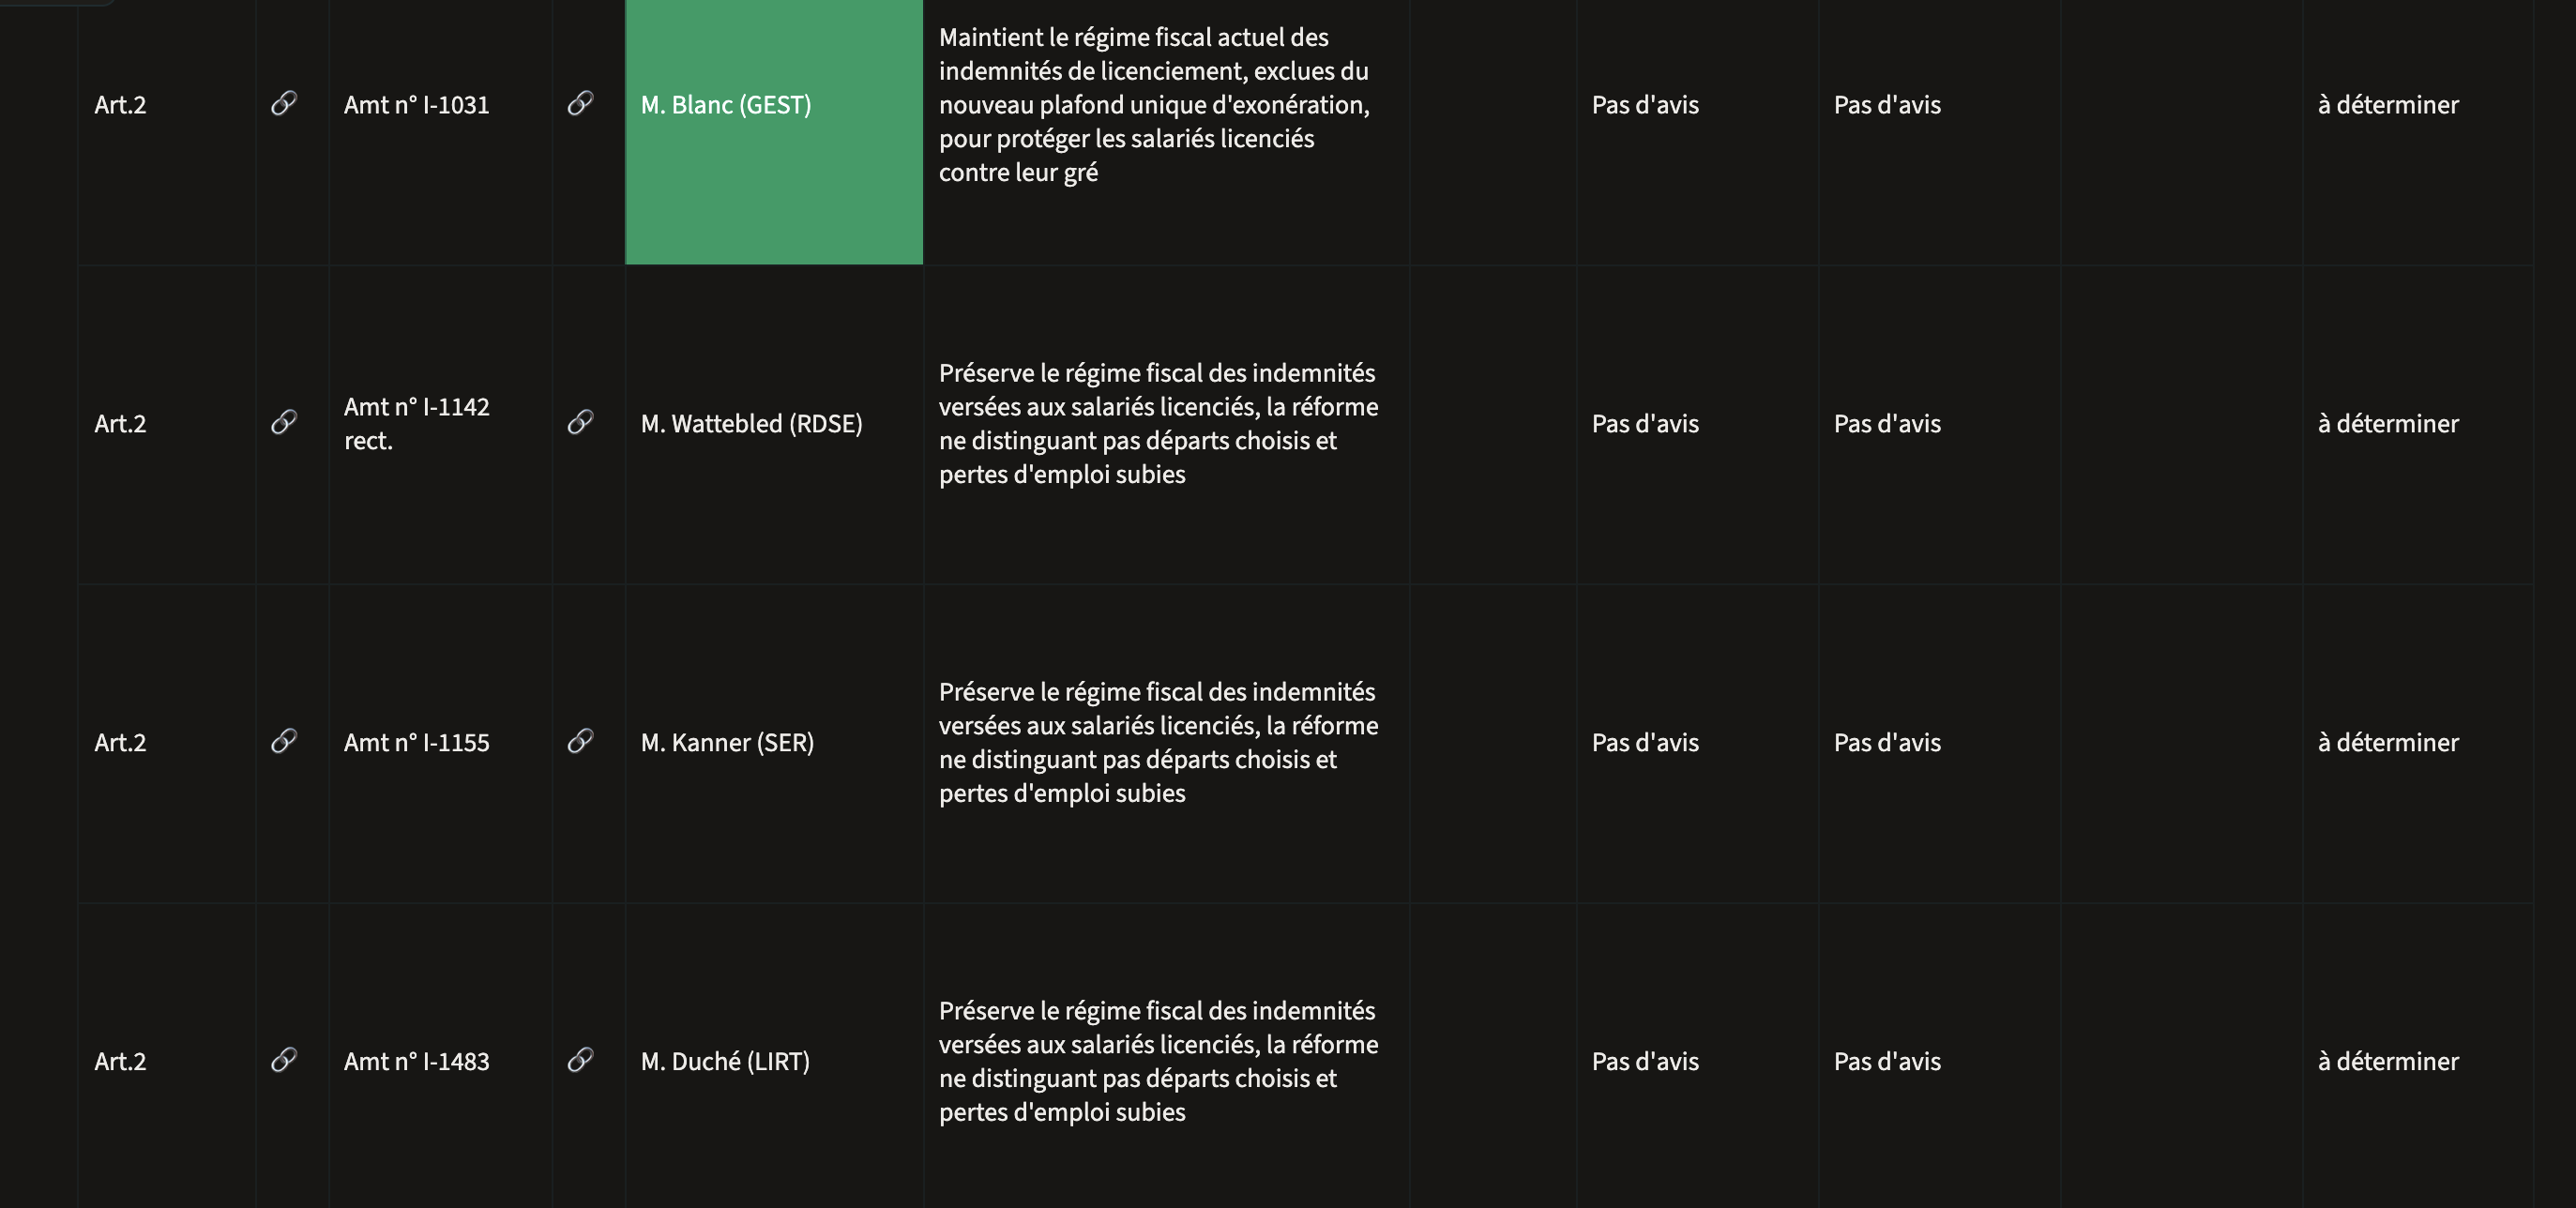 Maintient le régime fiscal actuel des
indemnités de licenciement, exclues du
Art.2 Amt n° I-1031 M. Blanc (GEST) nouveau plafond unique d'exonération, Pas d'avis Pas d'avis à déterminer
pour protéger les salariés licenciés
contre leur gré
Préserve le régime fiscal des indemnités
Amt n° I-1142 versées aux salariés licenciés, la réforme
Art.2 M. Wattebled (RDSE) Pas d'avis Pas d'avis à déterminer
rect. ne distinguant pas départs choisis et
pertes d'emploi subies
Préserve le régime fiscal des indemnités
versées aux salariés licenciés, la réforme
Art.2 Amt n° I-1155 M. Kanner (SER) Pas d'avis Pas d'avis à déterminer
ne distinguant pas départs choisis et
pertes d'emploi subies
Préserve le régime fiscal des indemnités
versées aux salariés licenciés, la réforme
Art.2 Amt n° I-1483 M. Duché (LIRT) Pas d'avis Pas d'avis à déterminer
ne distinguant pas départs choisis et
pertes d'emploi subies